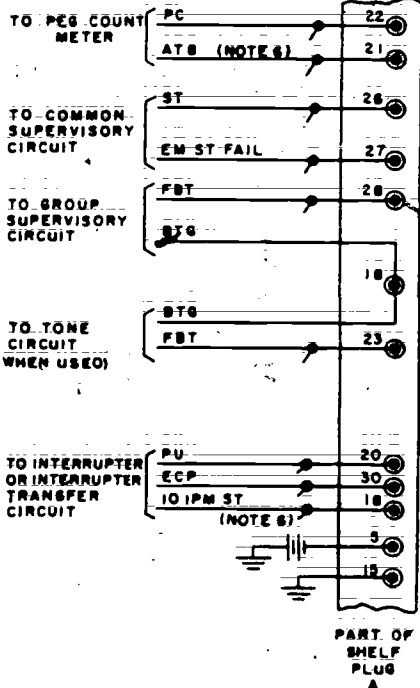 TO PEG COUNT
METER
PC
22
ATB (NOTE 6)
21
TO COMMON
SUPERVISORY
CIRCUIT
ST
26
EM ST FAIL
27
TO GROUP
SUPERVISORY
CIRCUIT
FBT
28
BTG
18
TO TONE
CIRCUIT
(WHEN USED)
BTG
FBT
23
TO INTERRUPTER
OR INTERRUPTER
TRANSFER
CIRCUIT
PU
20
ECP
30
10 IPM ST
18
(NOTE 6)
5
15
PART OF
SHELF
PLUG
A